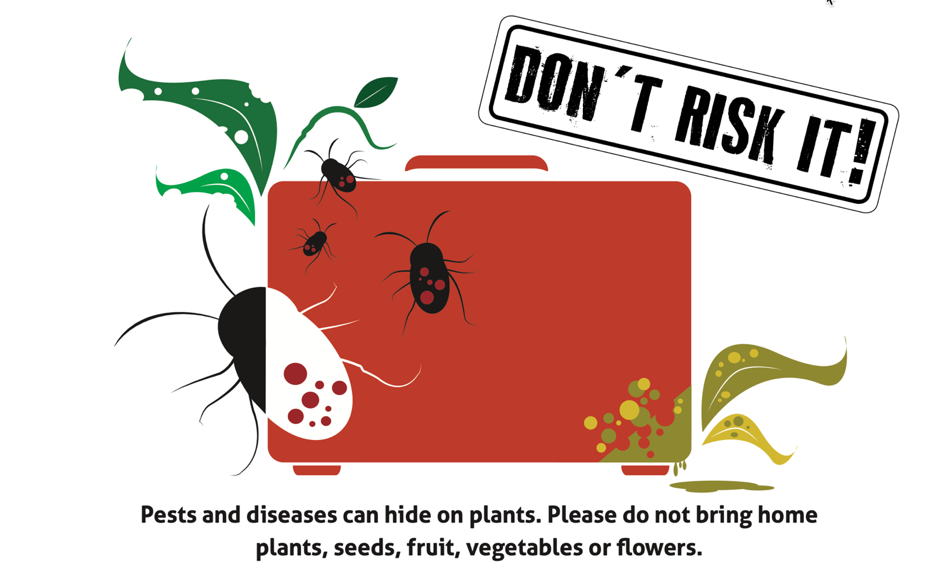 DON´T RISK IT!
Pests and diseases can hide on plants. Please do not bring home
plants, seeds, fruit, vegetables or flowers.